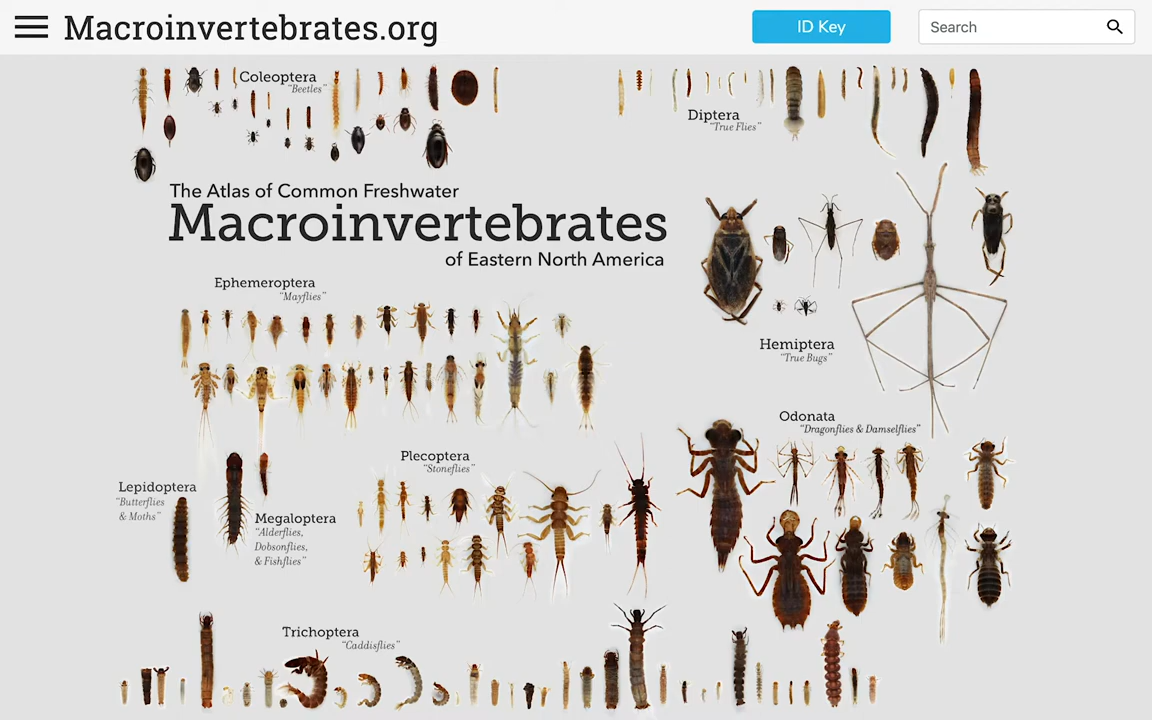 Macroinvertebrates.org
ID Key
Search
Coleoptera
"Beetles"
Diptera
"True Flies"
The Atlas of Common Freshwater
Macroinvertebrates
of Eastern North America
Ephemeroptera
"Mayflies"
Hemiptera
"True Bugs"
Odonata
"Dragonflies & Damselflies"
Plecoptera
"Stoneflies"
Lepidoptera
"Butterflies
& Moths"
Megaloptera
"Alderflies,
Dobsonflies,
& Fishflies"
Trichoptera
"Caddisflies"